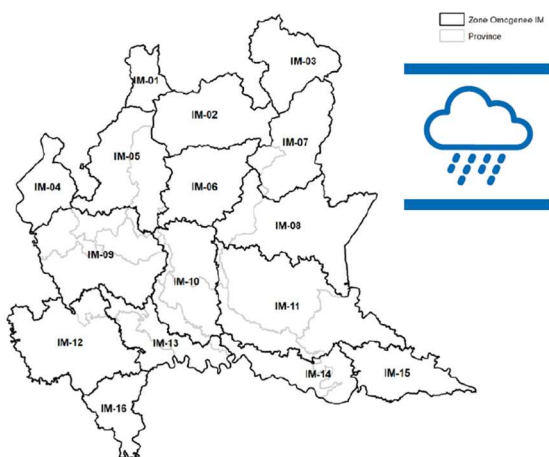 Zone Omogenee IM
Province
IM-03
IM-01
IM-02
IM-07
IM-05
IM-04
IM-06
IM-08
IM-09
IM-10
IM-11
IM-12
IM-13
IM-14
IM-15
IM-16